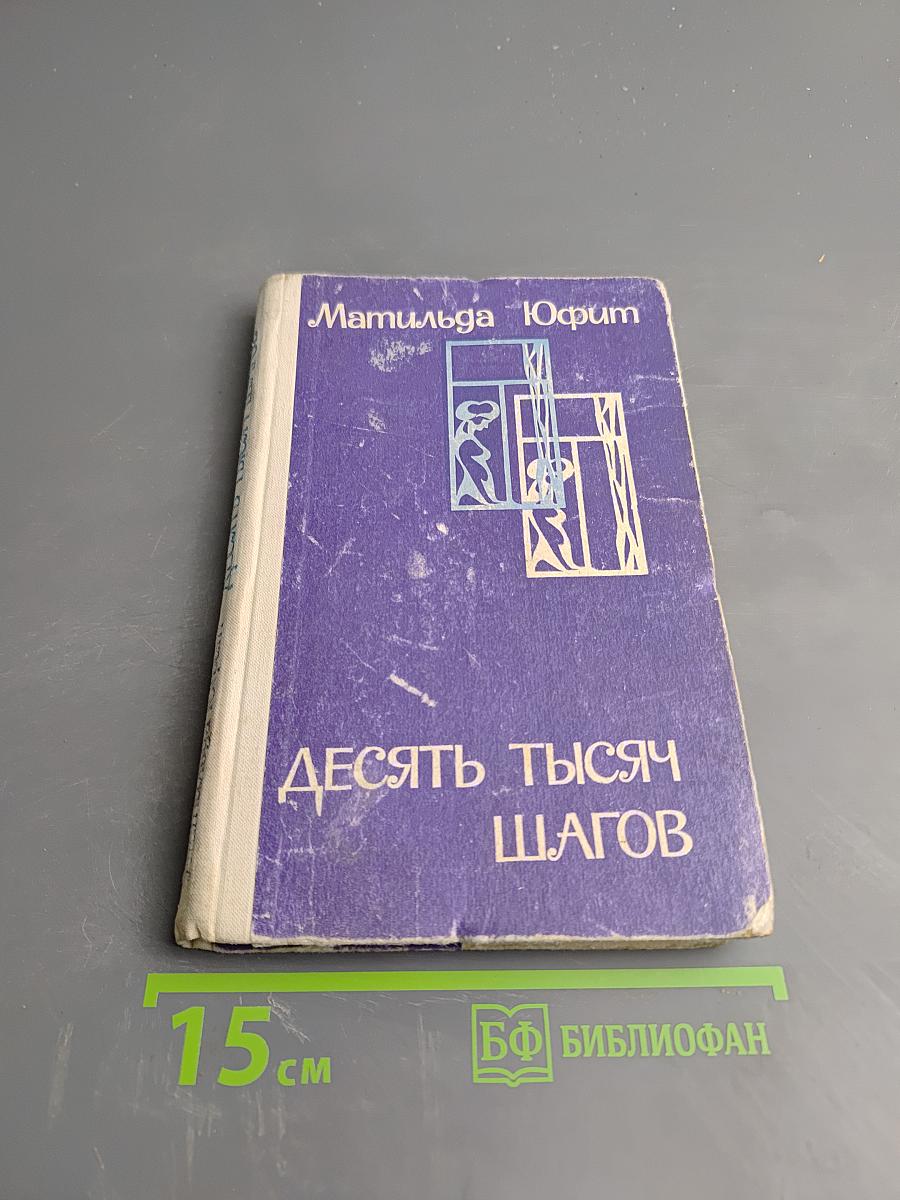 Матильда Юфит
ДЕСЯТЬ ТЫСЯЧ
ШАГОВ
15 см
БФ БИБЛИОФАН